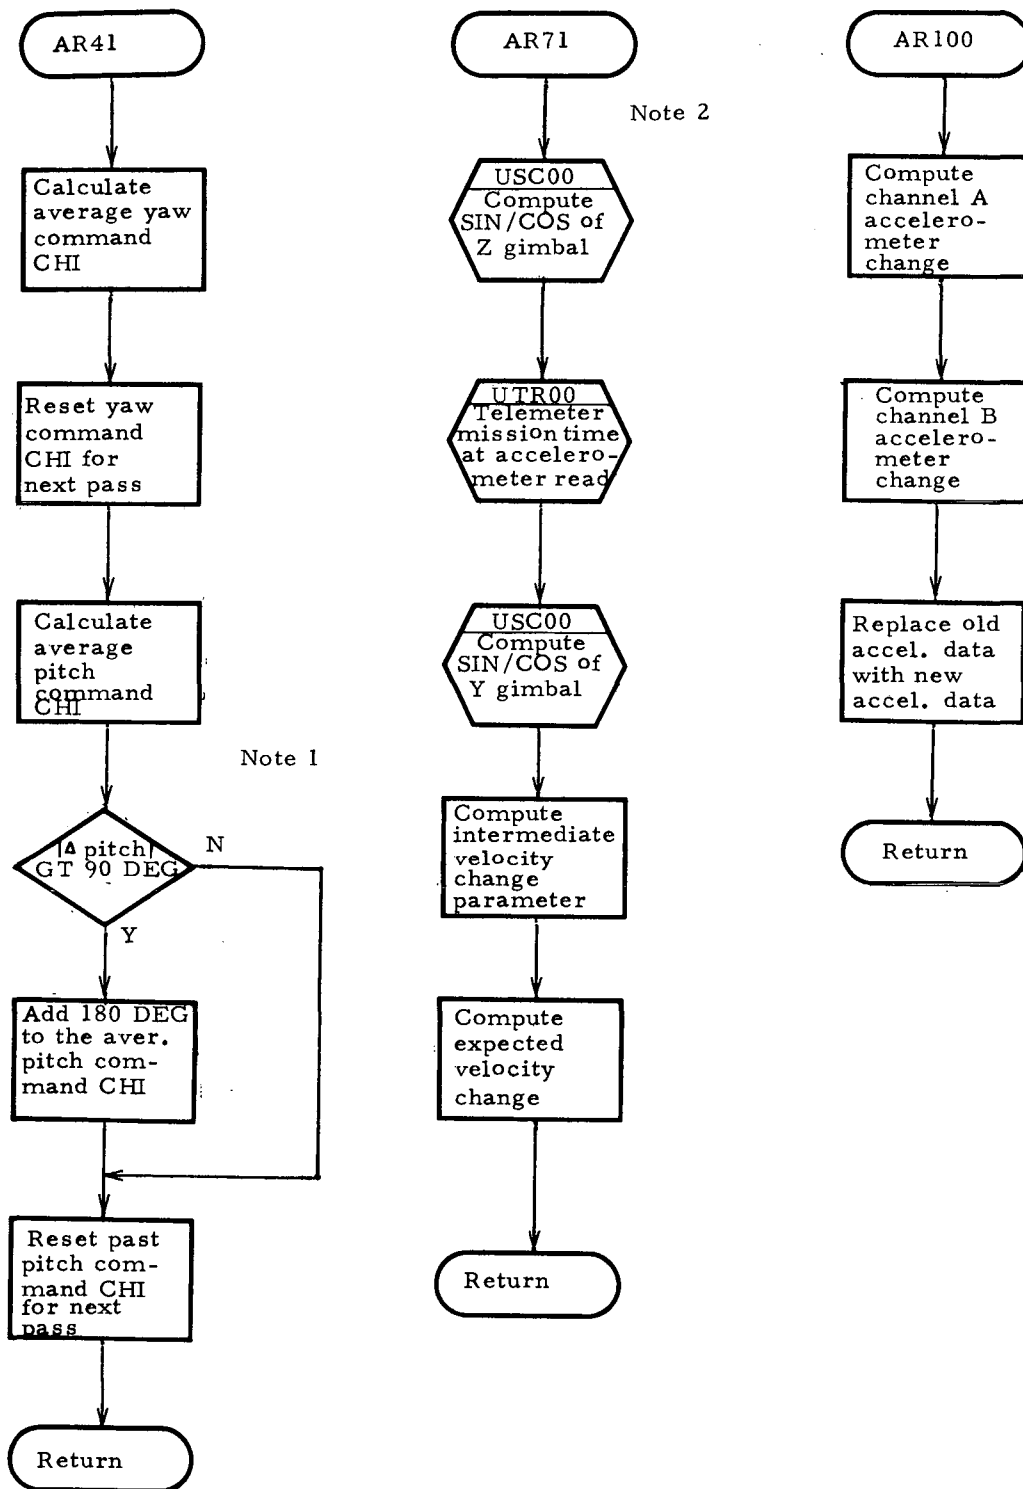 AR41
Calculate
average yaw
command
CHI
Reset yaw
command
CHI for
next pass
Calculate
average
pitch
command
CHI
Note 1
|Δ pitch|
GT 90 DEG
N
Y
Add 180 DEG
to the aver.
pitch com-
mand CHI
Reset past
pitch com-
mand CHI
for next
pass
Return
AR71
Note 2
USC00
Compute
SIN/COS of
Z gimbal
UTR00
Telemeter
mission time
at accelero-
meter read
USC00
Compute
SIN/COS of
Y gimbal
Compute
intermediate
velocity
change
parameter
Compute
expected
velocity
change
Return
AR100
Compute
channel A
accelero-
meter
change
Compute
channel B
accelero-
meter
change
Replace old
accel. data
with new
accel. data
Return